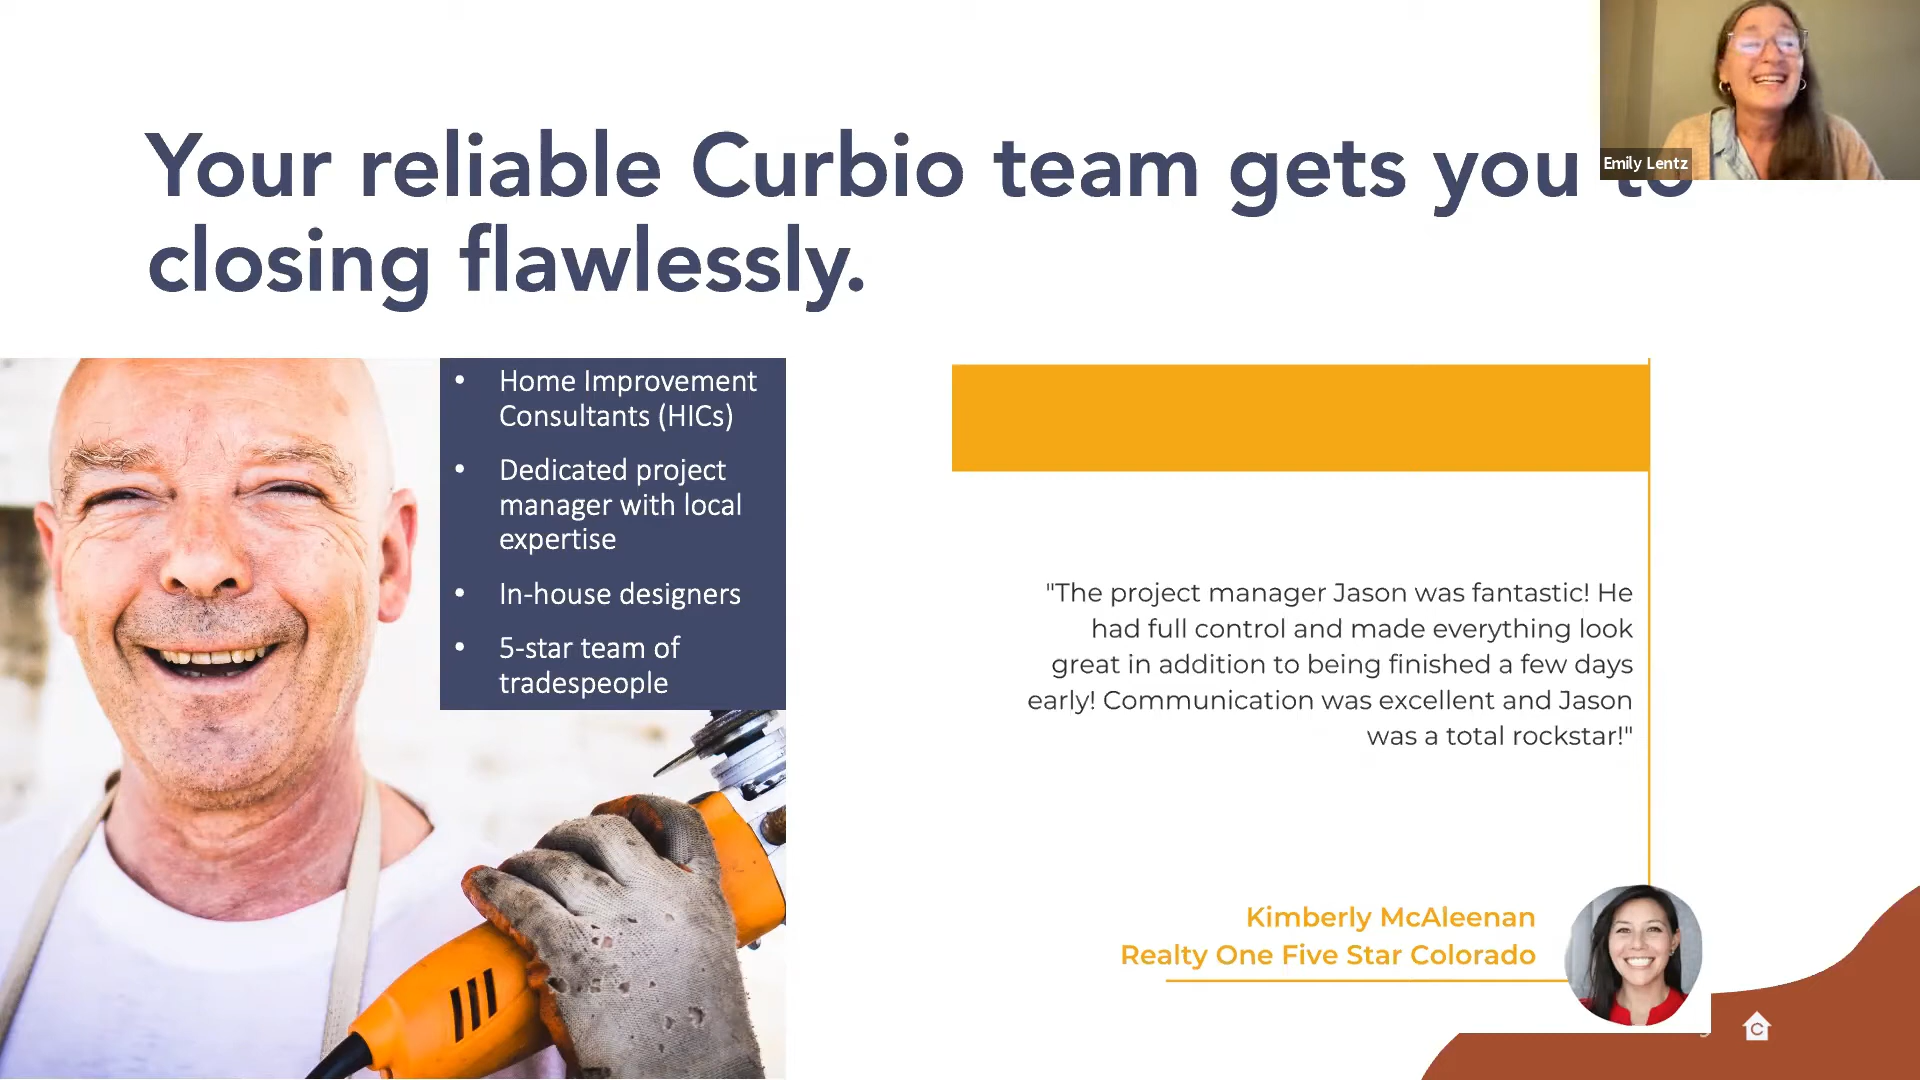 Your reliable Curbio team gets you to
closing flawlessly.
Emily Lentz
• Home Improvement
Consultants (HICs)
• Dedicated project
manager with local
expertise
• In-house designers
• 5-star team of
tradespeople
"The project manager Jason was fantastic! He
had full control and made everything look
great in addition to being finished a few days
early! Communication was excellent and Jason
was a total rockstar!"
Kimberly McAleenan
Realty One Five Star Colorado
C